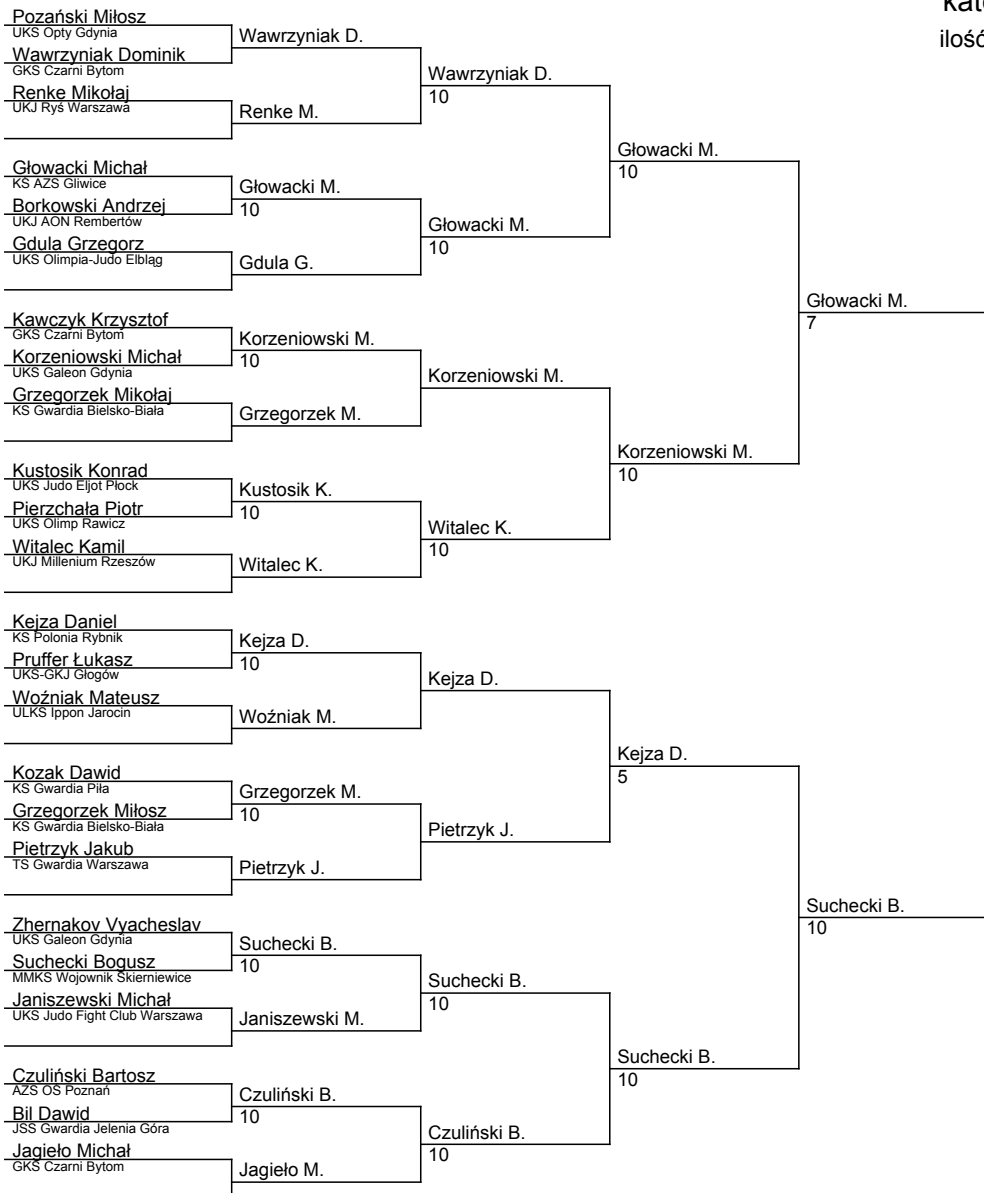 kat
ilość
Pozański Miłosz
UKS Opty Gdynia
Wawrzyniak D.
Wawrzyniak Dominik
GKS Czarni Bytom
Wawrzyniak D.
10
Renke Mikołaj
UKJ Ryś Warszawa
Renke M.
Głowacki M.
10
Głowacki Michał
KS AZS Gliwice
Głowacki M.
10
Borkowski Andrzej
UKJ AON Rembertów
Głowacki M.
10
Gdula Grzegorz
UKS Olimpia-Judo Elbląg
Gdula G.
Głowacki M.
7
Kawczyk Krzysztof
GKS Czarni Bytom
Korzeniowski M.
10
Korzeniowski Michał
UKS Galeon Gdynia
Korzeniowski M.
Grzegorzek Mikołaj
KS Gwardia Bielsko-Biała
Grzegorzek M.
Korzeniowski M.
10
Kustosik Konrad
UKS Judo Eljot Płock
Kustosik K.
10
Pierzchała Piotr
UKS Olimp Rawicz
Witalec K.
10
Witalec Kamil
UKJ Millenium Rzeszów
Witalec K.
Kejza Daniel
KS Polonia Rybnik
Kejza D.
10
Pruffer Łukasz
UKS-GKJ Głogów
Kejza D.
Woźniak Mateusz
ULKS Ippon Jarocin
Woźniak M.
Kejza D.
5
Kozak Dawid
KS Gwardia Piła
Grzegorzek M.
10
Grzegorzek Miłosz
KS Gwardia Bielsko-Biała
Pietrzyk J.
Pietrzyk Jakub
TS Gwardia Warszawa
Pietrzyk J.
Suchecki B.
10
Zhernakov Vyacheslav
UKS Galeon Gdynia
Suchecki B.
10
Suchecki Bogusz
MMKS Wojownik Skierniewice
Suchecki B.
10
Janiszewski Michał
UKS Judo Fight Club Warszawa
Janiszewski M.
Suchecki B.
10
Czuliński Bartosz
AZS OŚ Poznań
Czuliński B.
10
Bil Dawid
JSS Gwardia Jelenia Góra
Czuliński B.
10
Jagieło Michał
GKS Czarni Bytom
Jagieło M.